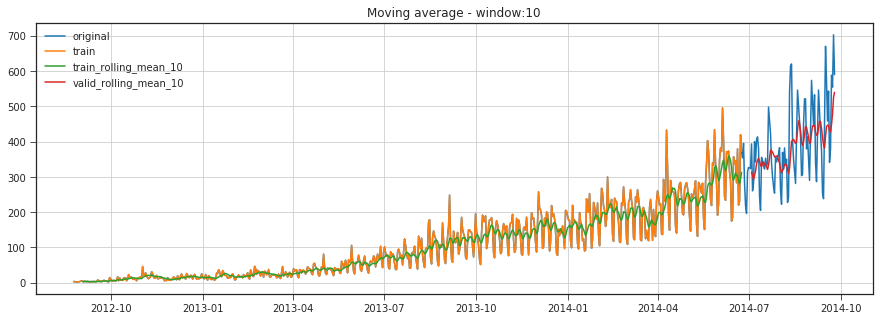 Moving average - window:10
original
train
train_rolling_mean_10
valid_rolling_mean_10
700
600
500
400
300
200
100
0
2012-10 2013-01 2013-04 2013-07 2013-10 2014-01 2014-04 2014-07 2014-10